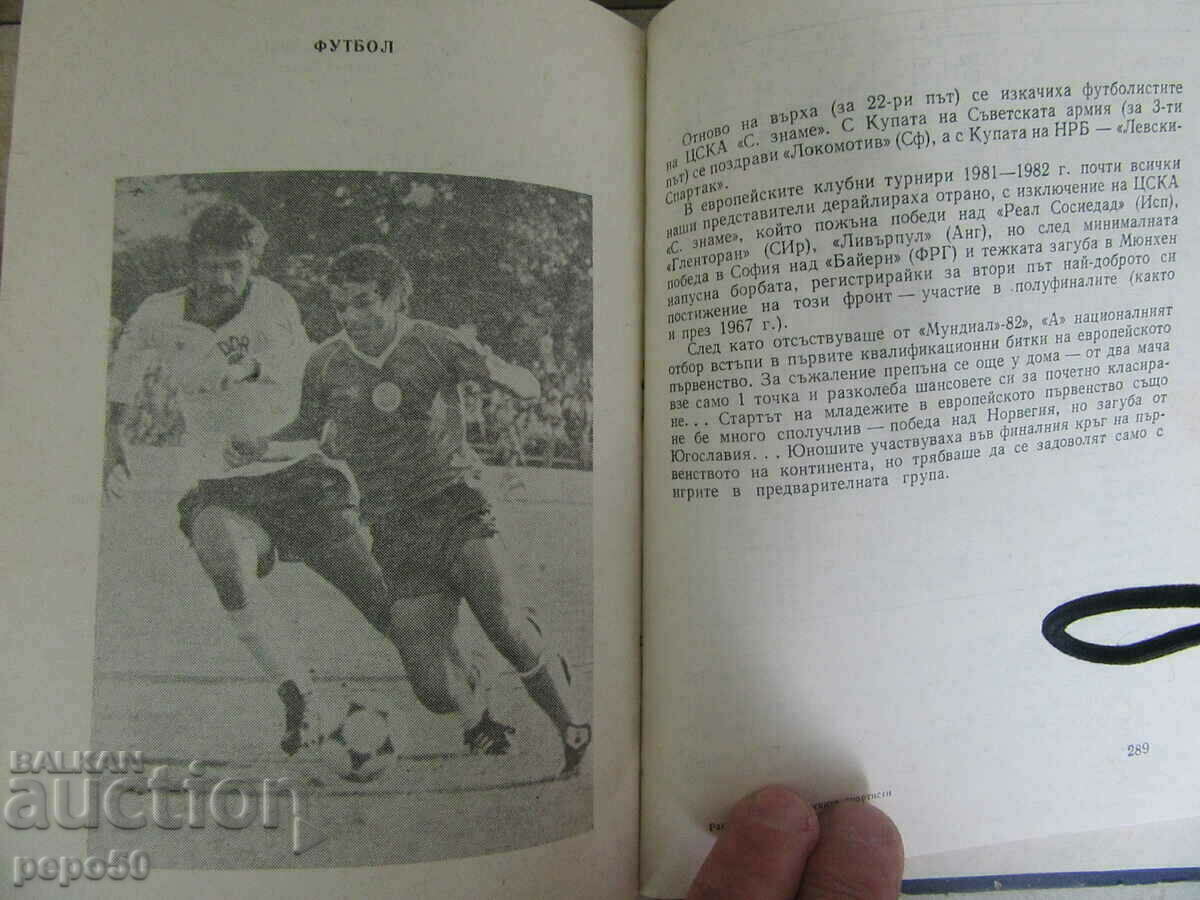 ФУТБОЛ
Отново на върха (за 22-ри път) се изкачиха футболистите
на ЦСКА «С. знаме». С Купата на Съветската армия (за 3-ти
път) се поздрави «Локомотив» (Сф), а с Купата на НРБ — «Левски-
Спартак».
В европейските клубни турнири 1981—1982 г. почти всички
наши представители дерайлираха отрано, с изключение на ЦСКА
«С. знаме», който пожъна победи над «Реал Сосиедад» (Исп),
«Гленторан» (СИр), «Ливърпул» (Анг), но след минималната
победа в София над «Байерн» (ФРГ) и тежката загуба в Мюнхен
напусна борбата, регистрирайки за втори път най-доброто си
постижение на този фронт — участие в полуфиналите (както
и през 1967 г.).
След като отсъствуваше от «Мундиал»-82», «А» националният
отбор встъпи в първите квалификационни битки на европейското
първенство. За съжаление препъна се още у дома — от два мача
взе само 1 точка и разколеба шансовете си за почетно класира-
не... Стартът на младежите в европейското първенство също
не бе много сполучлив — победа над Норвегия, но загуба от
Югославия... Юношите участвуваха във финалния кръг на пър-
венството на континента, но трябваше да се задоволят само с
игрите в предварителната група.
289
BALKAN
auction
pepo50